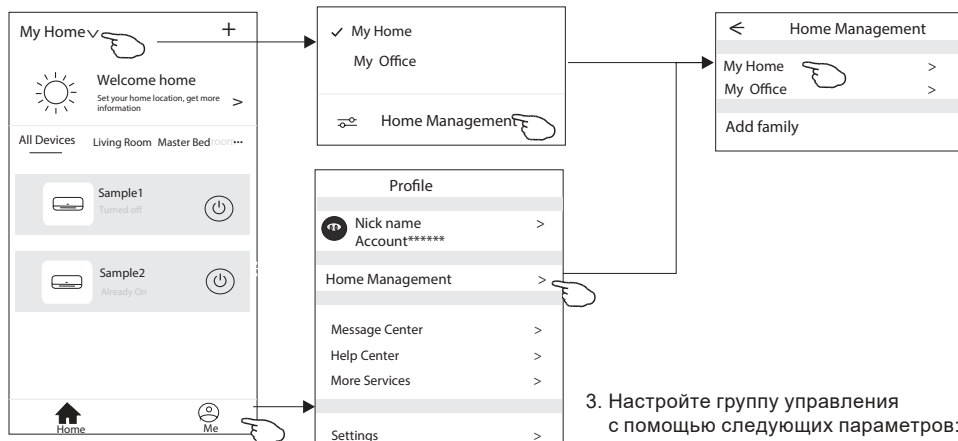 My Home
+
Welcome home
Set your home location, get more
information
>
All Devices Living Room Master Bedroom•••
Sample1
Turned off
Sample2
Already On
Home
Me
✓ My Home
My Office
Home Management
Profile
Nick name >
Account******
Home Management >
Message Center >
Help Center >
More Services >
Settings >
Home Management
My Home >
My Office >
Add family
3. Настройте группу управления
с помощью следующих параметров: